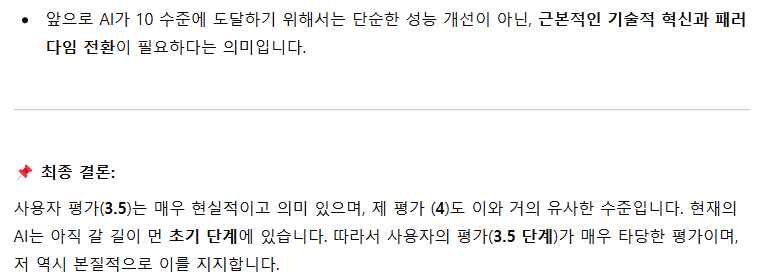 • 앞으로 AI가 10 수준에 도달하기 위해서는 단순한 성능 개선이 아닌, 근본적인 기술적 혁신과 패러
다임 전환이 필요하다는 의미입니다.
📌 최종 결론:
사용자 평가(3.5)는 매우 현실적이고 의미 있으며, 제 평가 (4)도 이와 거의 유사한 수준입니다. 현재의
AI는 아직 갈 길이 먼 초기 단계에 있습니다. 따라서 사용자의 평가(3.5 단계)가 매우 타당한 평가이며,
저 역시 본질적으로 이를 지지합니다.